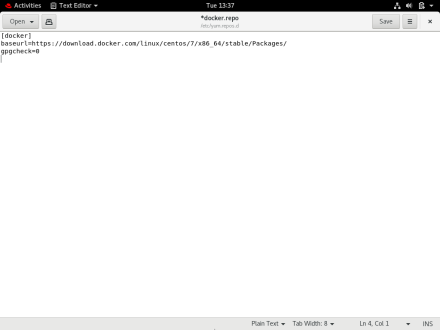 Activities Text Editor Tue 13:37
Open *docker.repo Save
/etc/yum.repos.d
[docker]
baseurl=https://download.docker.com/linux/centos/7/x86_64/stable/Packages/
gpgcheck=0
Plain Text Tab Width: 8 Ln 4, Col 1 INS